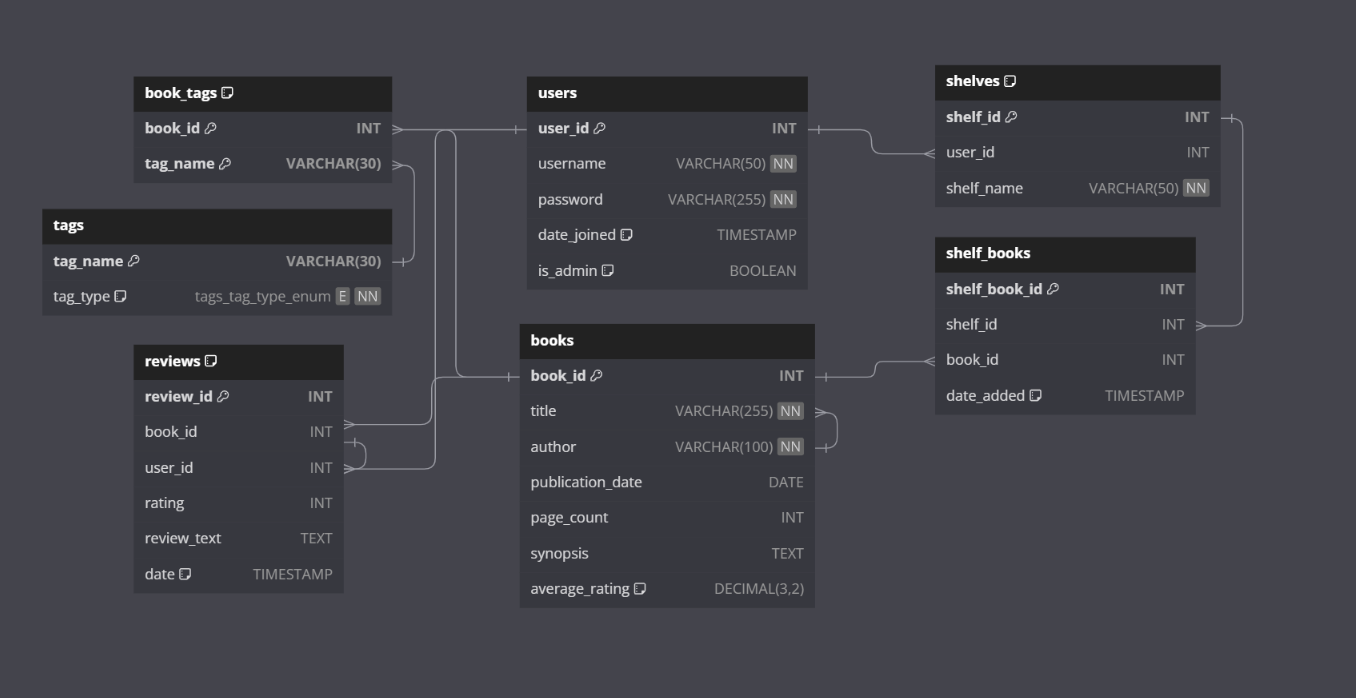 book_tags
book_id INT
tag_name VARCHAR(30)
tags
tag_name VARCHAR(30)
tag_type tags_tag_type_enum E NN
reviews
review_id INT
book_id INT
user_id INT
rating INT
review_text TEXT
date TIMESTAMP
users
user_id INT
username VARCHAR(50) NN
password VARCHAR(255) NN
date_joined TIMESTAMP
is_admin BOOLEAN
books
book_id INT
title VARCHAR(255) NN
author VARCHAR(100) NN
publication_date DATE
page_count INT
synopsis TEXT
average_rating DECIMAL(3,2)
shelves
shelf_id INT
user_id INT
shelf_name VARCHAR(50) NN
shelf_books
shelf_book_id INT
shelf_id INT
book_id INT
date_added TIMESTAMP